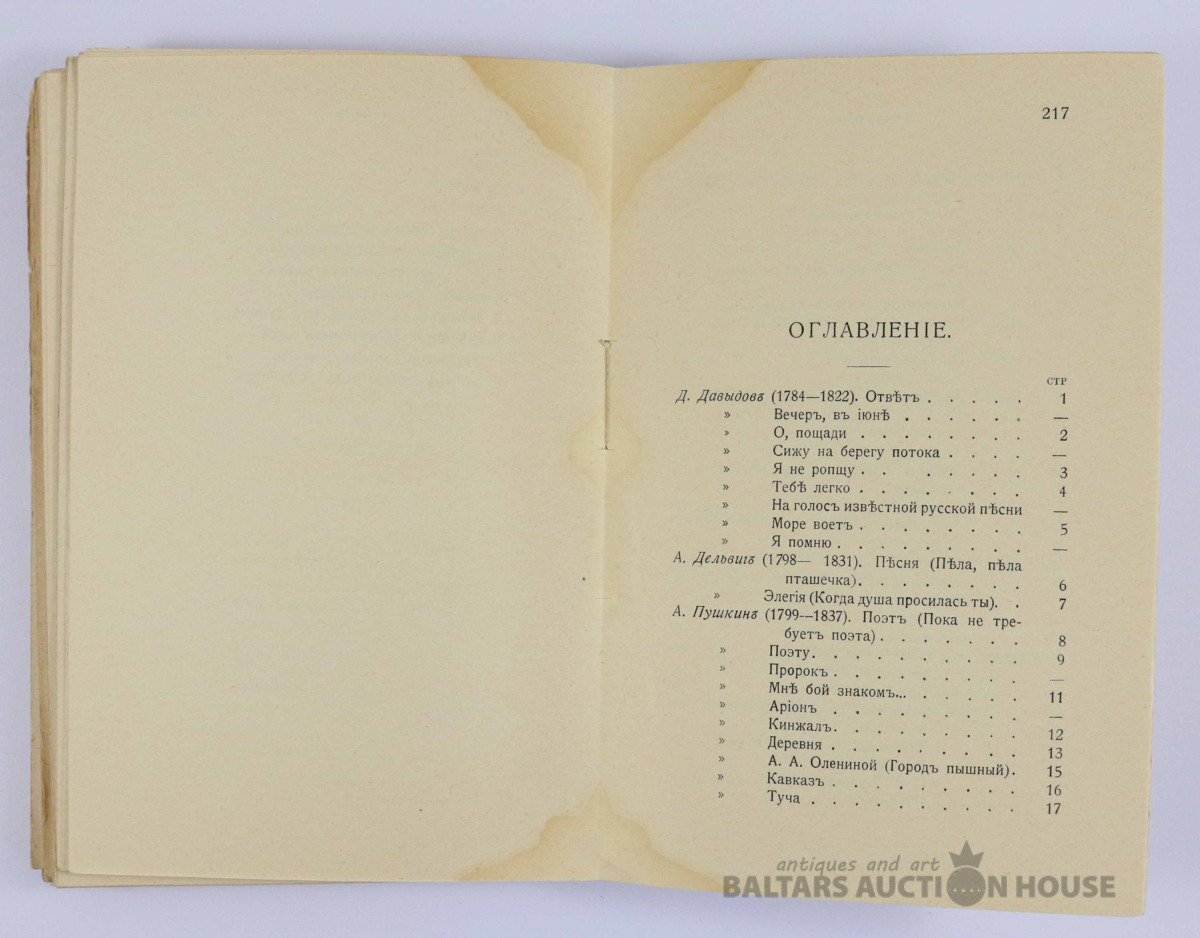 217
ОГЛАВЛЕНІЕ.
СТР
Д. Давыдовъ (1784—1822). Отвѣтъ . . . . . 1
» Вечеръ, въ іюнѣ . . . . . . —
» О, пощади . . . . . . . . 2
» Сижу на берегу потока . . . . —
» Я не ропщу . . . . . . . 3
» Тебѣ легко . . . . . . . . 4
» На голосъ извѣстной русской пѣсни —
» Море воетъ . . . . . . . . 5
» Я помню . . . . . . . . . —
А. Дельвигъ (1798— 1831). Пѣсня (Пѣла, пѣла
пташечка). . . . . . . . 6
» Элегія (Когда душа просилась ты). . 7
А. Пушкинъ (1799—1837). Поэтъ (Пока не тре-
буетъ поэта) . . . . . . . 8
» Поэту. . . . . . . . . . 9
» Пророкъ . . . . . . . . . —
» Мнѣ бой знакомъ... . . . . . 11
» Аріонъ . . . . . . . . . —
» Кинжалъ. . . . . . . . . 12
» Деревня . . . . . . . . . 13
» А. А. Олениной (Городъ пышный). 15
» Кавказъ . . . . . . . . . 16
» Туча . . . . . . . . . . 17
antiques and art
BALTARS AUCTION HOUSE